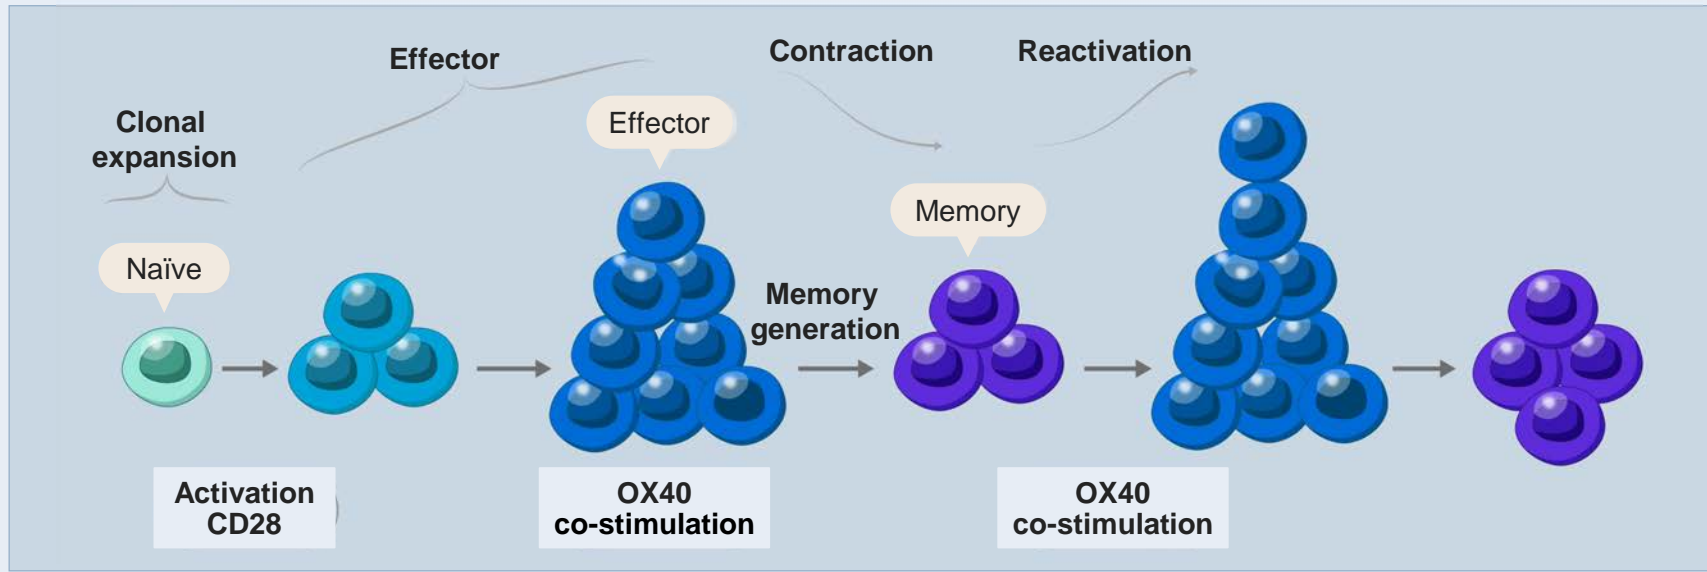 Effector
Contraction
Reactivation
Clonal
expansion
Effector
Naïve
Memory
Memory
generation
Activation
CD28
OX40
co-stimulation
OX40
co-stimulation